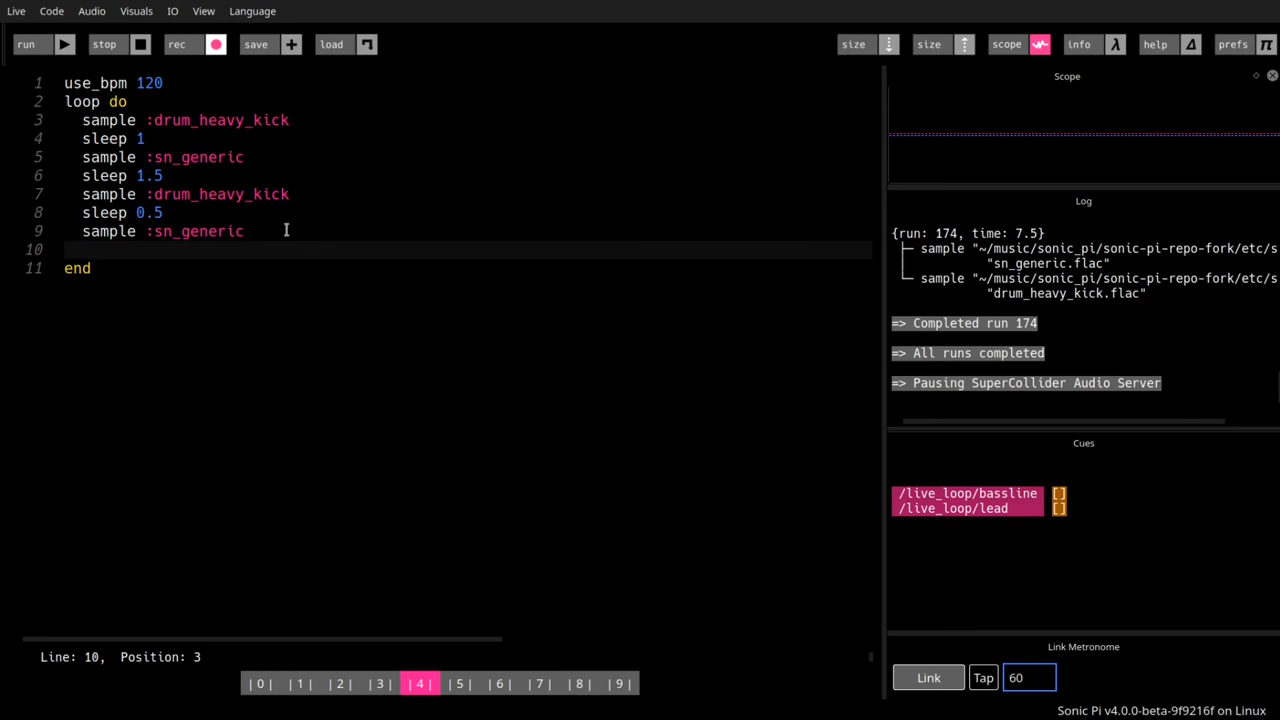 Live Code Audio Visuals IO View Language
run stop rec save load size size scope info help prefs
1 use_bpm 120
2 loop do
3 sample :drum_heavy_kick
4 sleep 1
5 sample :sn_generic
6 sleep 1.5
7 sample :drum_heavy_kick
8 sleep 0.5
9 sample :sn_generic
10
11 end
Line: 10, Position: 3
|0| |1| |2| |3| |4| |5| |6| |7| |8| |9|
Scope
Log
{run: 174, time: 7.5}
├─ sample "~/music/sonic_pi/sonic-pi-repo-fork/etc/s
"sn_generic.flac"
└─ sample "~/music/sonic_pi/sonic-pi-repo-fork/etc/s
"drum_heavy_kick.flac"
=> Completed run 174
=> All runs completed
=> Pausing SuperCollider Audio Server
Cues
/live_loop/bassline []
/live_loop/lead []
Link Metronome
Link Tap 60
Sonic Pi v4.0.0-beta-9f9216f on Linux